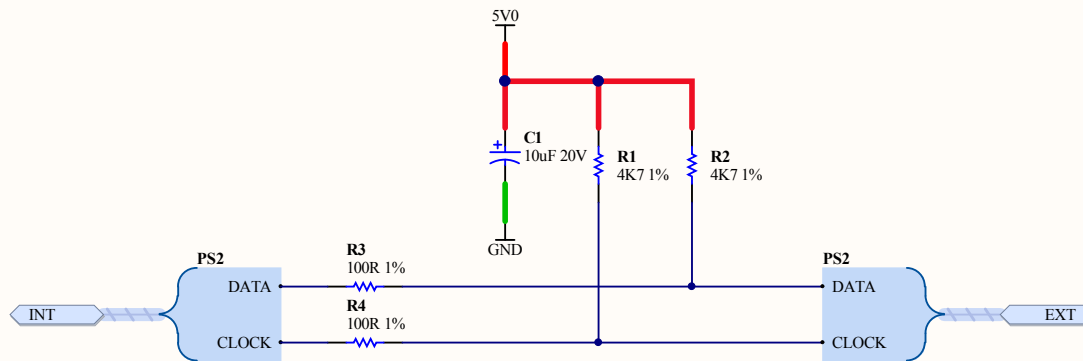 5V0
C1
10uF 20V
R1
4K7 1%
R2
4K7 1%
GND
PS2
R3
100R 1%
PS2
DATA
DATA
INT
R4
100R 1%
EXT
CLOCK
CLOCK